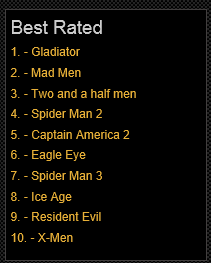 Best Rated
1. - Gladiator
2. - Mad Men
3. - Two and a half men
4. - Spider Man 2
5. - Captain America 2
6. - Eagle Eye
7. - Spider Man 3
8. - Ice Age
9. - Resident Evil
10. - X-Men